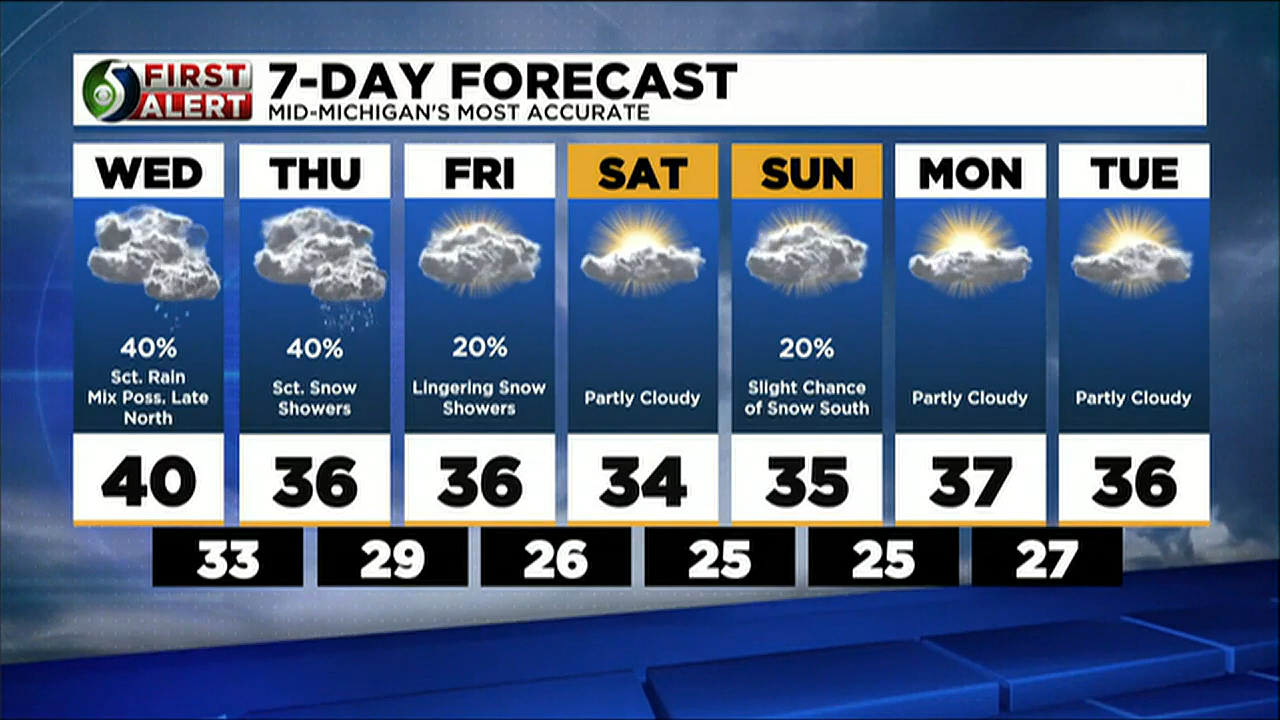 5 FIRST ALERT
7-DAY FORECAST
MID-MICHIGAN'S MOST ACCURATE
WED
40%
Sct. Rain
Mix Poss. Late
North
40
THU
40%
Sct. Snow
Showers
36
FRI
20%
Lingering Snow
Showers
36
SAT
Partly Cloudy
34
SUN
20%
Slight Chance
of Snow South
35
MON
Partly Cloudy
37
TUE
Partly Cloudy
36
33
29
26
25
25
27